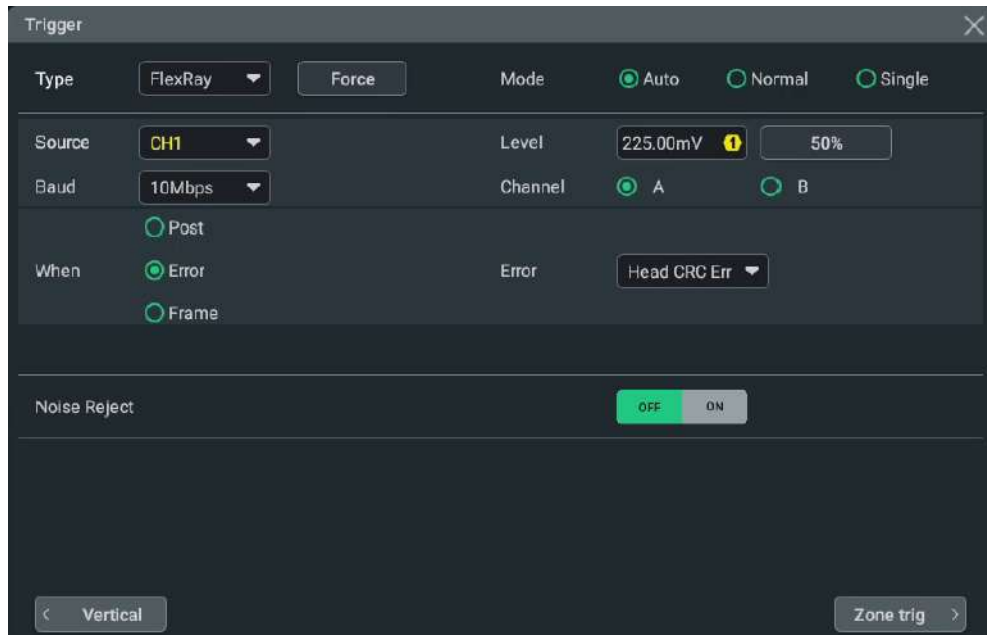 Trigger
Type FlexRay Force Mode Auto Normal Single
Source CH1 Level 225.00mV 1 50%
Baud 10Mbps Channel A B
Post
When Error Error Head CRC Err
Frame
Noise Reject OFF ON
Vertical Zone trig